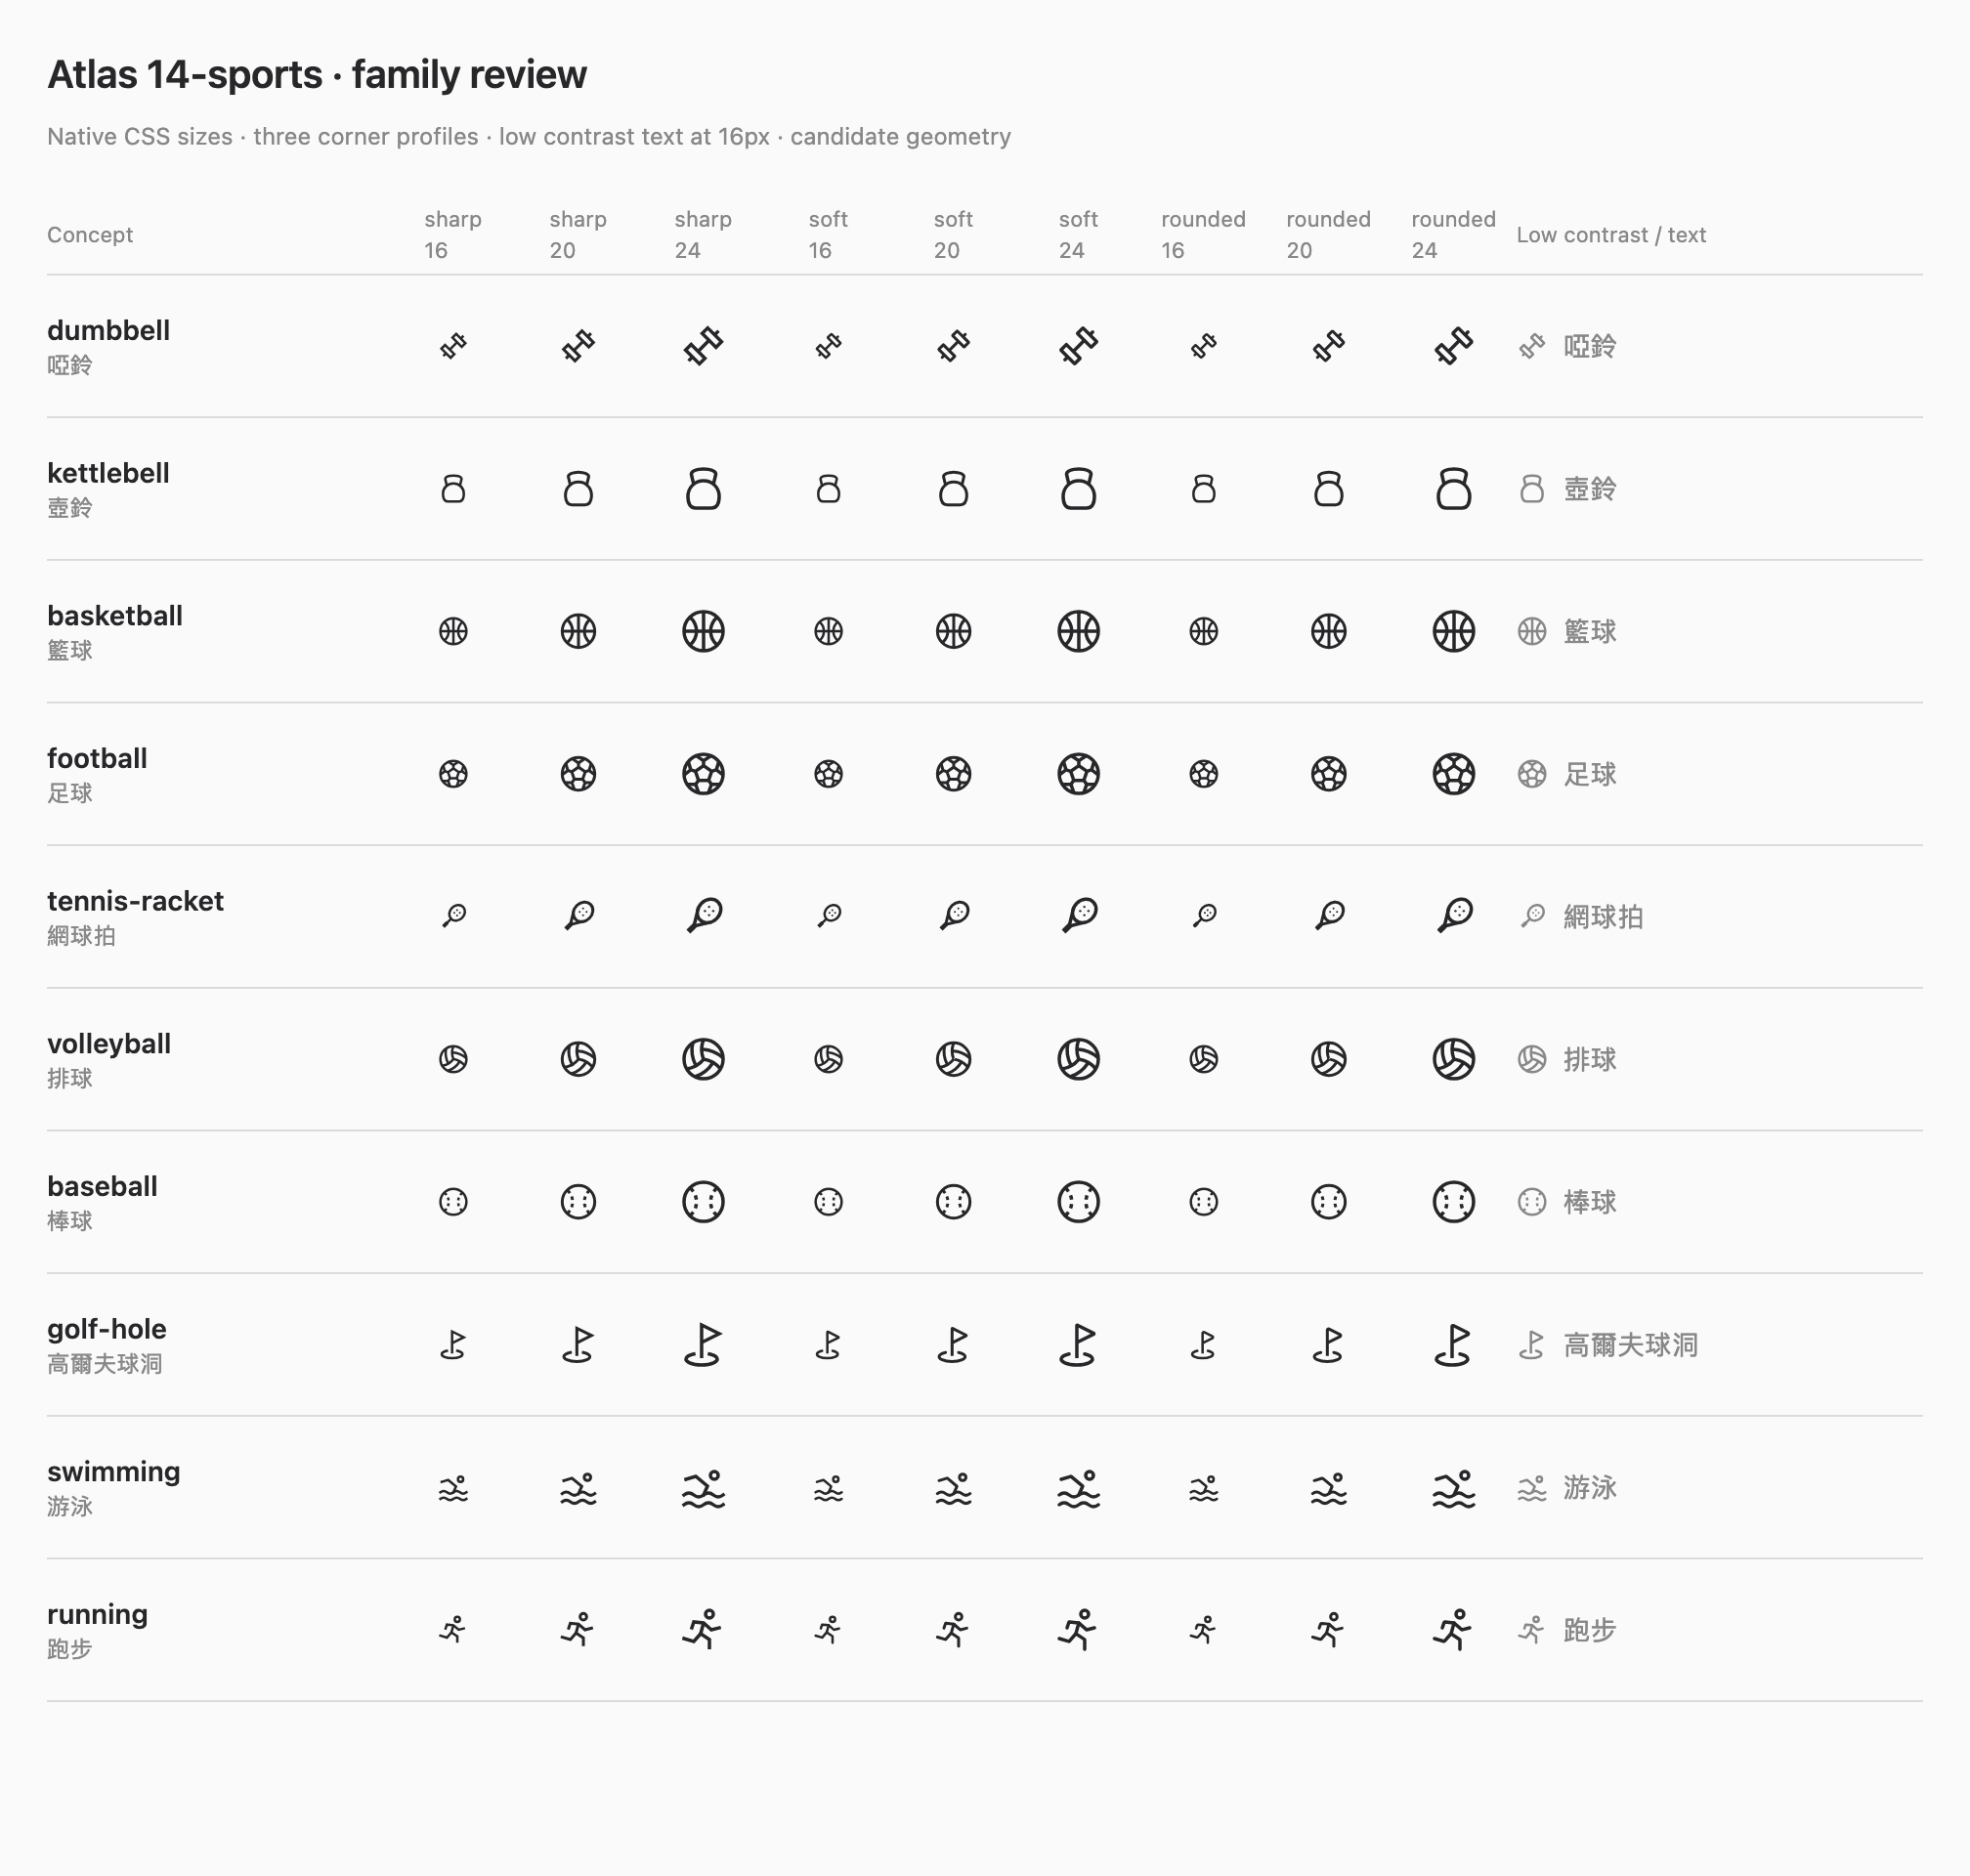 Atlas 14-sports · family review
Native CSS sizes · three corner profiles · low contrast text at 16px · candidate geometry
Concept
sharp 16
sharp 20
sharp 24
soft 16
soft 20
soft 24
rounded 16
rounded 20
rounded 24
Low contrast / text
dumbbell
啞鈴
啞鈴
kettlebell
壺鈴
壺鈴
basketball
籃球
籃球
football
足球
足球
tennis-racket
網球拍
網球拍
volleyball
排球
排球
baseball
棒球
棒球
golf-hole
高爾夫球洞
高爾夫球洞
swimming
游泳
游泳
running
跑步
跑步